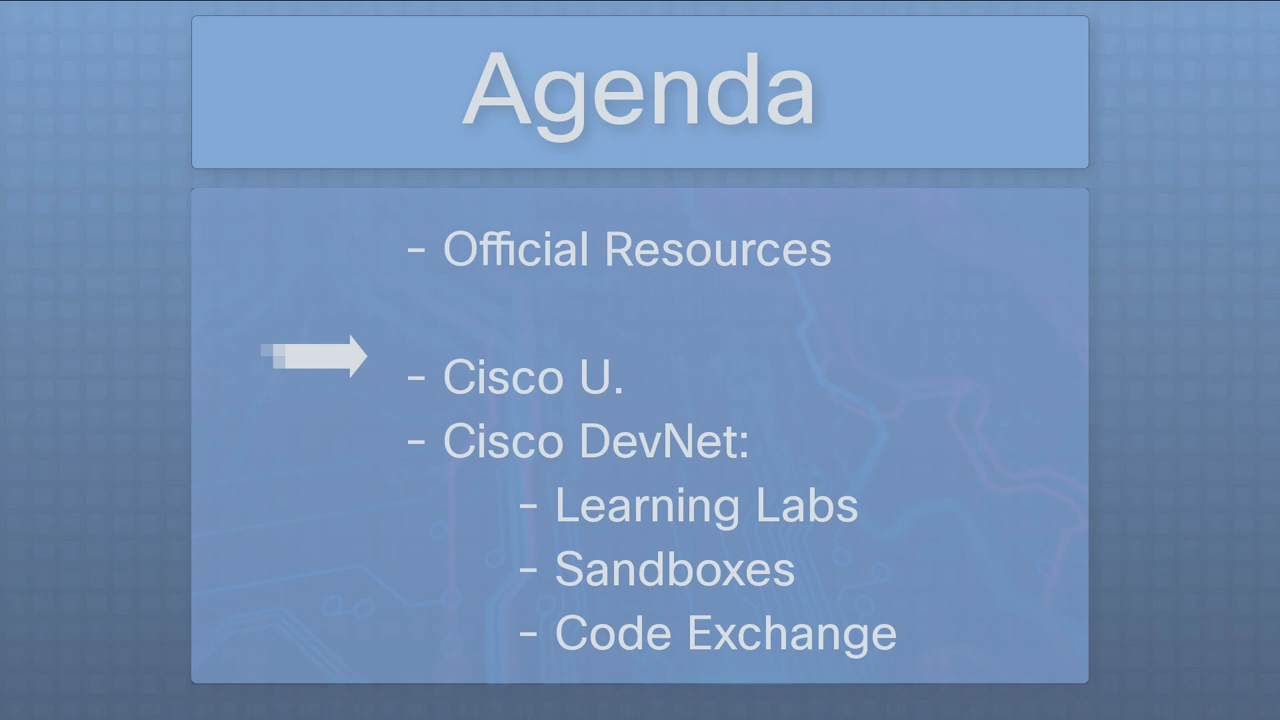 Agenda
- Official Resources
- Cisco U.
- Cisco DevNet:
- Learning Labs
- Sandboxes
- Code Exchange